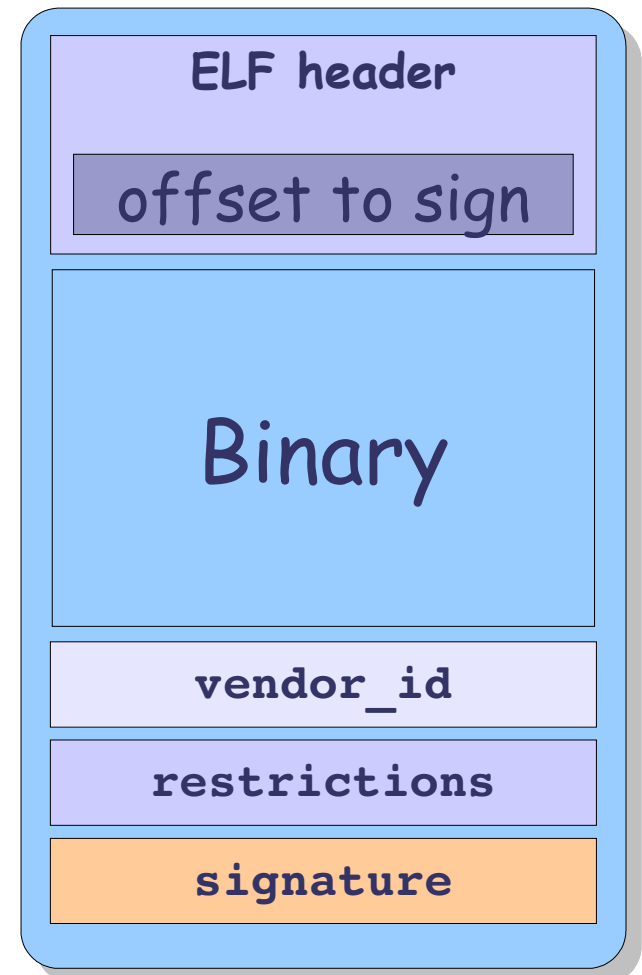 ELF header
offset to sign
Binary
vendor_id
restrictions
signature